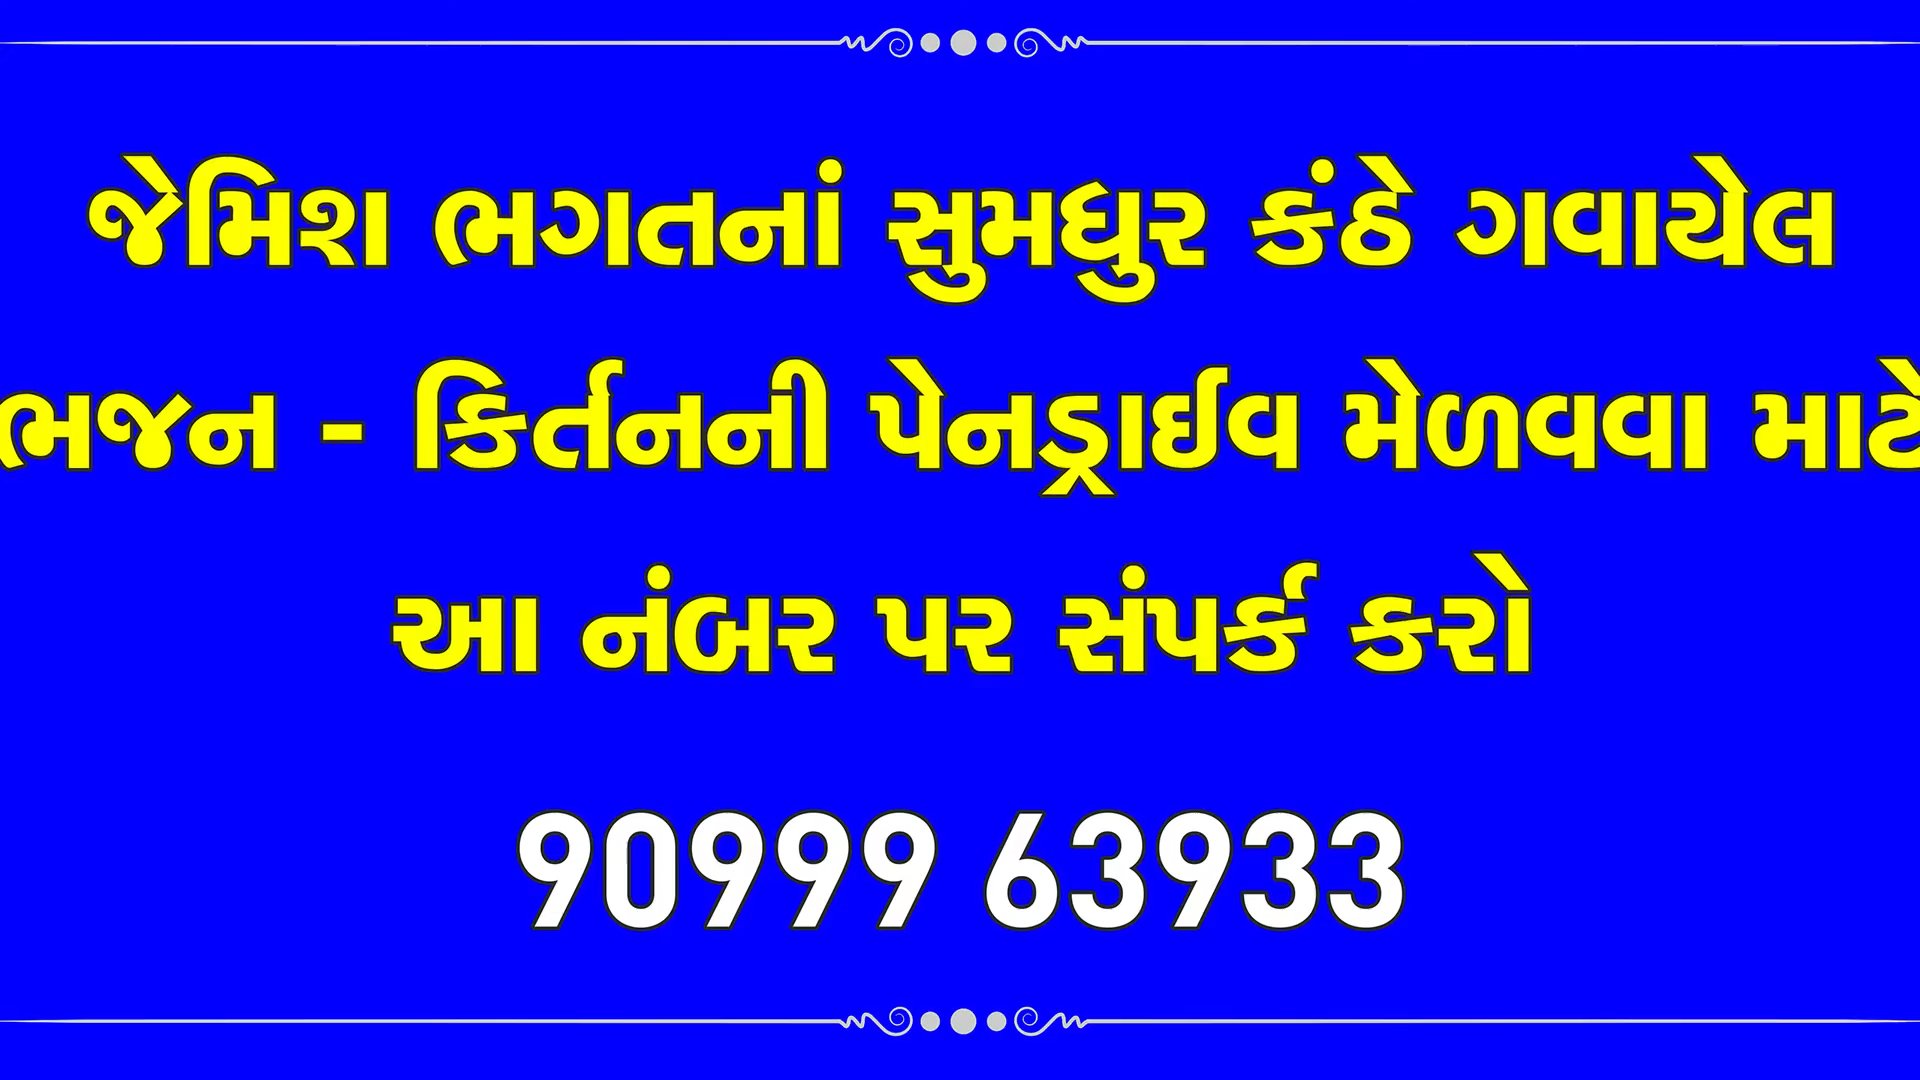 જેમિશ ભગતનાં સુમધુર કંઠે ગવાયેલ
ભજન - કિર્તનની પેનડ્રાઈવ મેળવવા માટે
આ નંબર પર સંપર્ક કરો
90999 63933